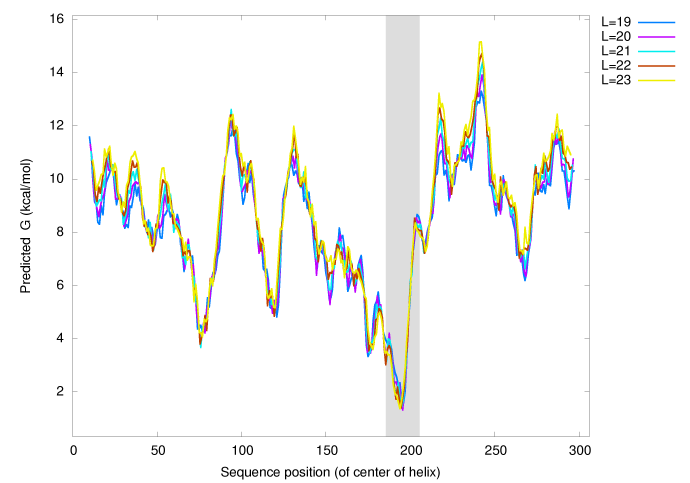 16
14
12
10
8
6
4
2
0
50
100
150
200
250
300
Predicted G (kcal/mol)
Sequence position (of center of helix)
L=19
L=20
L=21
L=22
L=23